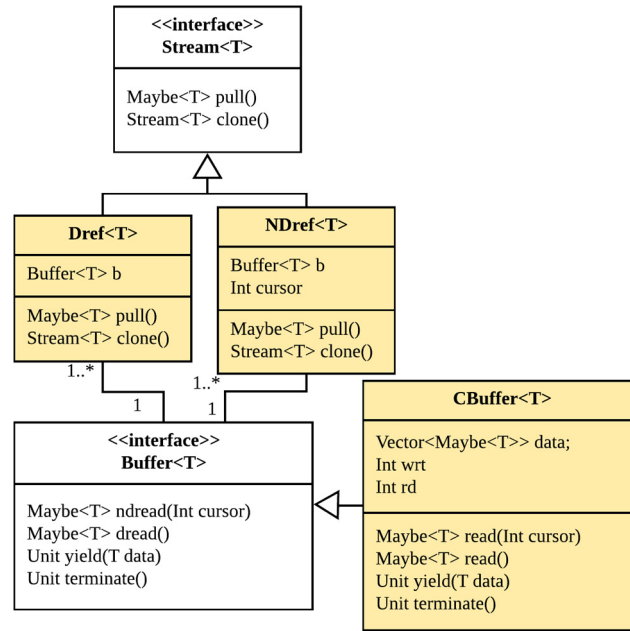 <<interface>>
Stream<T>
Maybe<T> pull()
Stream<T> clone()
Dref<T>
Buffer<T> b
Maybe<T> pull()
Stream<T> clone()
NDref<T>
Buffer<T> b
Int cursor
Maybe<T> pull()
Stream<T> clone()
1..*
1
1..*
1
<<interface>>
Buffer<T>
Maybe<T> ndread(Int cursor)
Maybe<T> dread()
Unit yield(T data)
Unit terminate()
CBuffer<T>
Vector<Maybe<T>> data;
Int wrt
Int rd
Maybe<T> read(Int cursor)
Maybe<T> read()
Unit yield(T data)
Unit terminate()